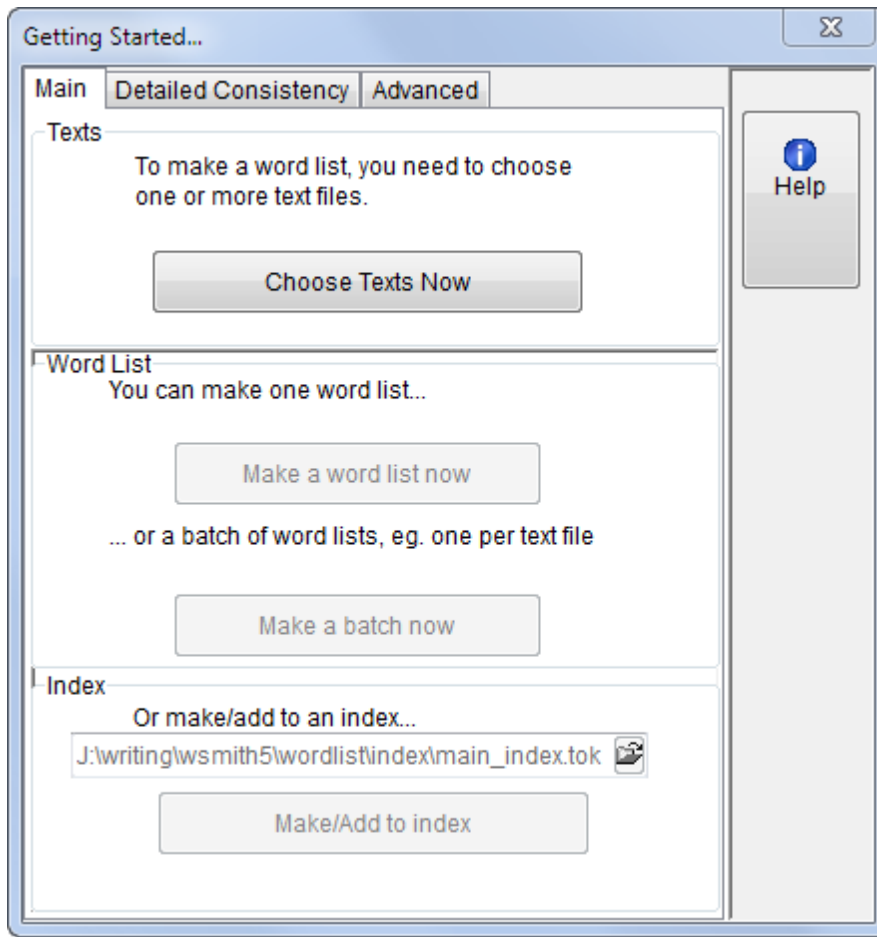 Getting Started...
Main
Detailed Consistency
Advanced
Texts
To make a word list, you need to choose
one or more text files.
Choose Texts Now
Help
Word List
You can make one word list...
Make a word list now
... or a batch of word lists, eg. one per text file
Make a batch now
Index
Or make/add to an index...
J:\writing\wsmith5\wordlist\index\main_index.tok
Make/Add to index